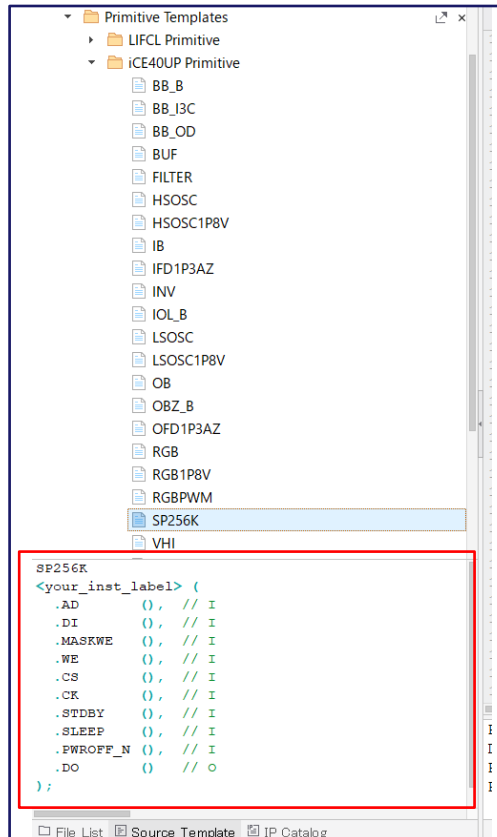 Primitive Templates
LIFCL Primitive
iCE40UP Primitive
BB_B
BB_I3C
BB_OD
BUF
FILTER
HSOSC
HSOSC1P8V
IB
IFD1P3AZ
INV
IOL_B
LSOSC
LSOSC1P8V
OB
OBZ_B
OFD1P3AZ
RGB
RGB1P8V
RGBPWM
SP256K
VHI
SP256K
<your_inst_label> (
.AD (), // I
.DI (), // I
.MASKWE (), // I
.WE (), // I
.CS (), // I
.CK (), // I
.STDBY (), // I
.SLEEP (), // I
.PWROFF_N (), // I
.DO () // O
);
File List Source Template IP Catalog